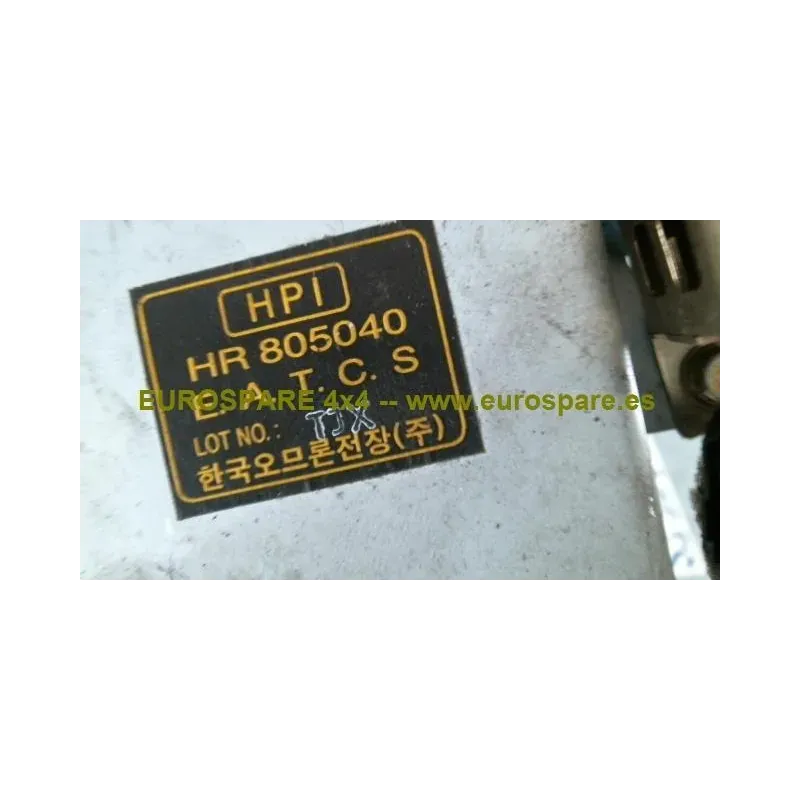 HPI
HR 805040
E. A. T. C. S
EUROSPARE 4x4 -- www.eurospare.es
LOT NO.: TJX
한국오므론전장(주)